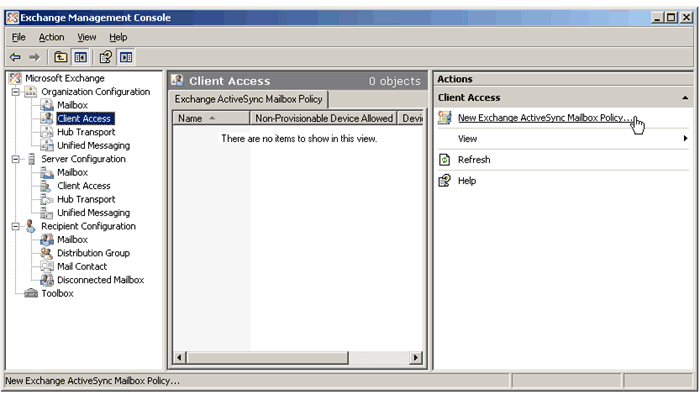 Exchange Management Console
File Action View Help
Microsoft Exchange
Organization Configuration
Mailbox
Client Access
Hub Transport
Unified Messaging
Server Configuration
Mailbox
Client Access
Hub Transport
Unified Messaging
Recipient Configuration
Mailbox
Distribution Group
Mail Contact
Disconnected Mailbox
Toolbox
Client Access 0 objects
Exchange ActiveSync Mailbox Policy
Name Non-Provisionable Device Allowed Devi
There are no items to show in this view.
Actions
Client Access
New Exchange ActiveSync Mailbox Policy...
View
Refresh
Help
New Exchange ActiveSync Mailbox Policy...